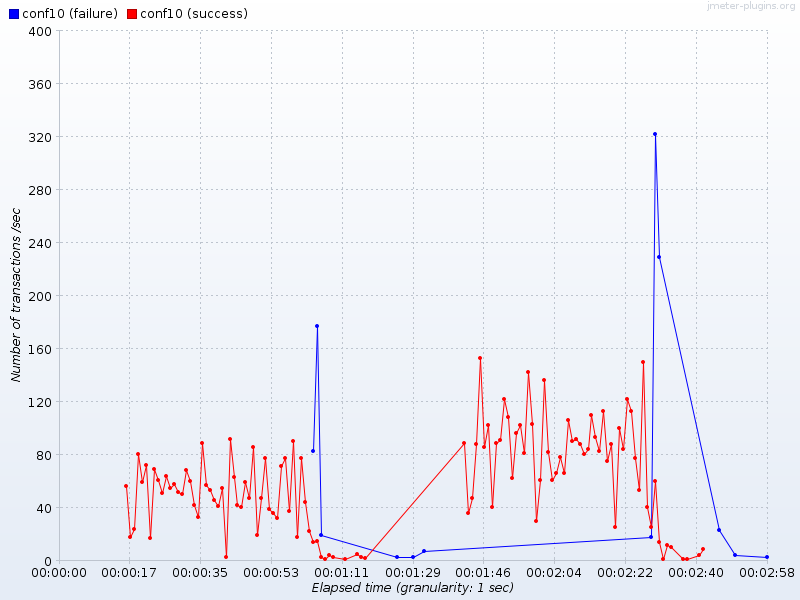 jmeter-plugins.org
conf10 (failure) conf10 (success)
400
360
320
280
240
200
160
120
80
40
0
Number of transactions /sec
00:00:00 00:00:17 00:00:35 00:00:53 00:01:11 00:01:29 00:01:46 00:02:04 00:02:22 00:02:40 00:02:58
Elapsed time (granularity: 1 sec)